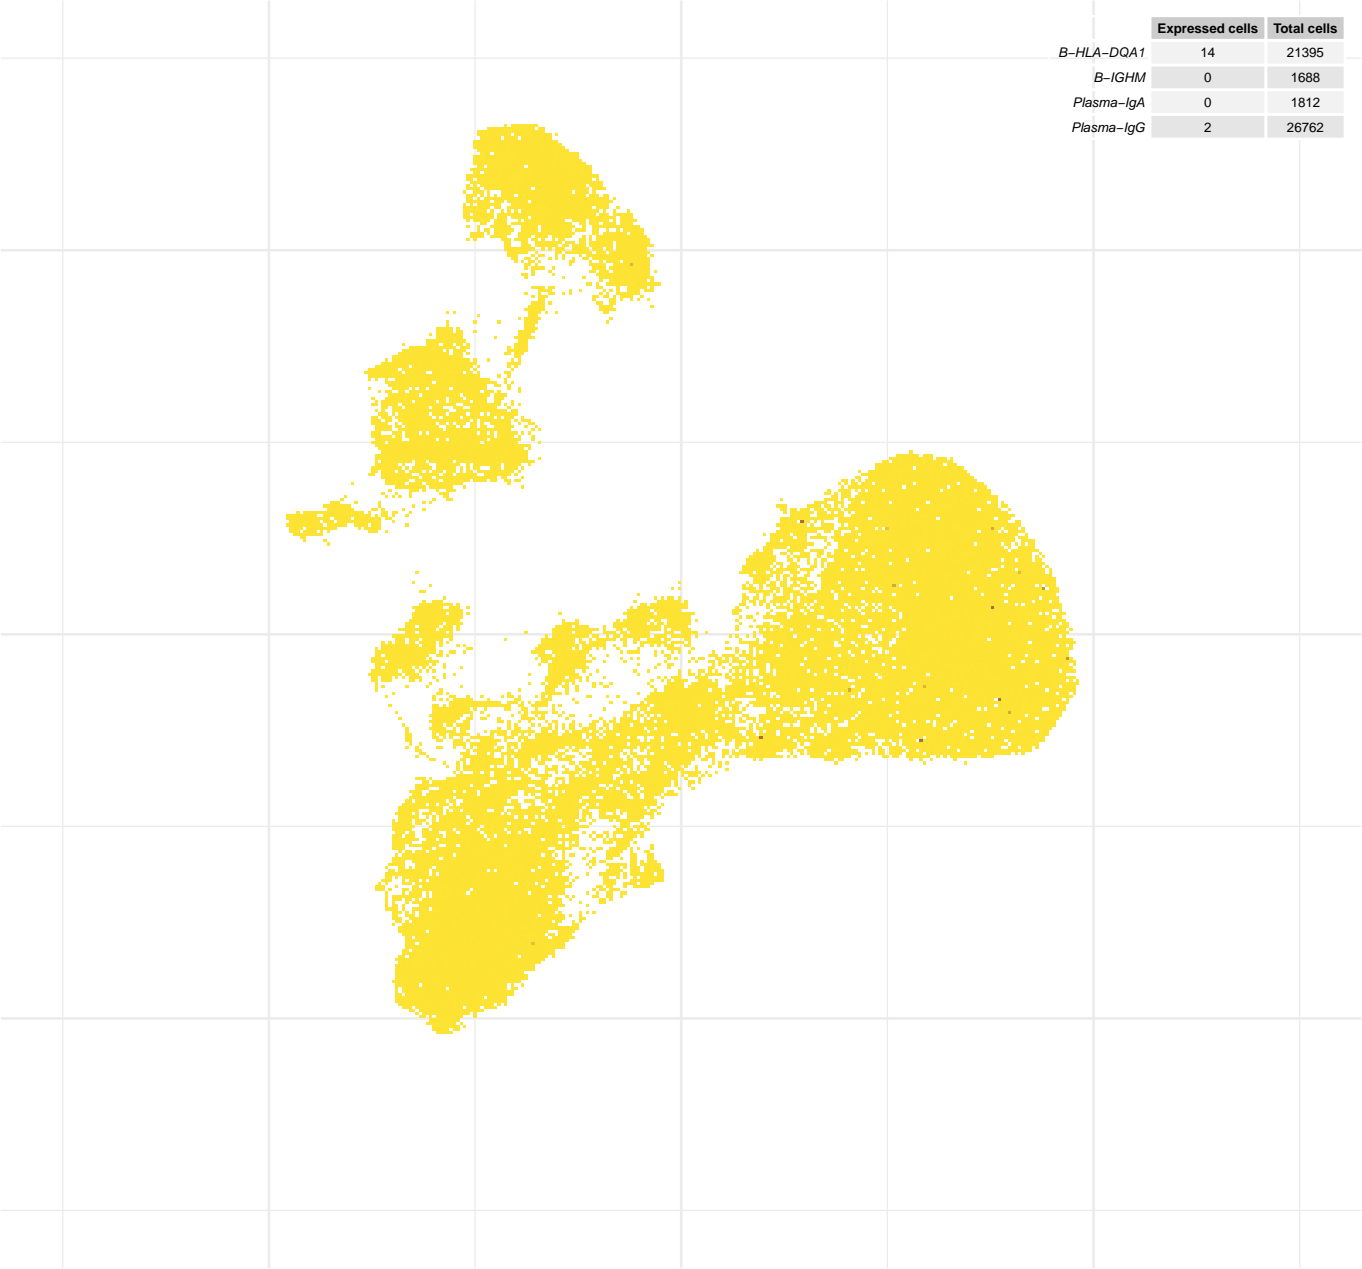 Expressed cells Total cells
B−HLA−DQA1 14 21395
B−IGHM 0 1688
Plasma−IgA 0 1812
Plasma−IgG 2 26762